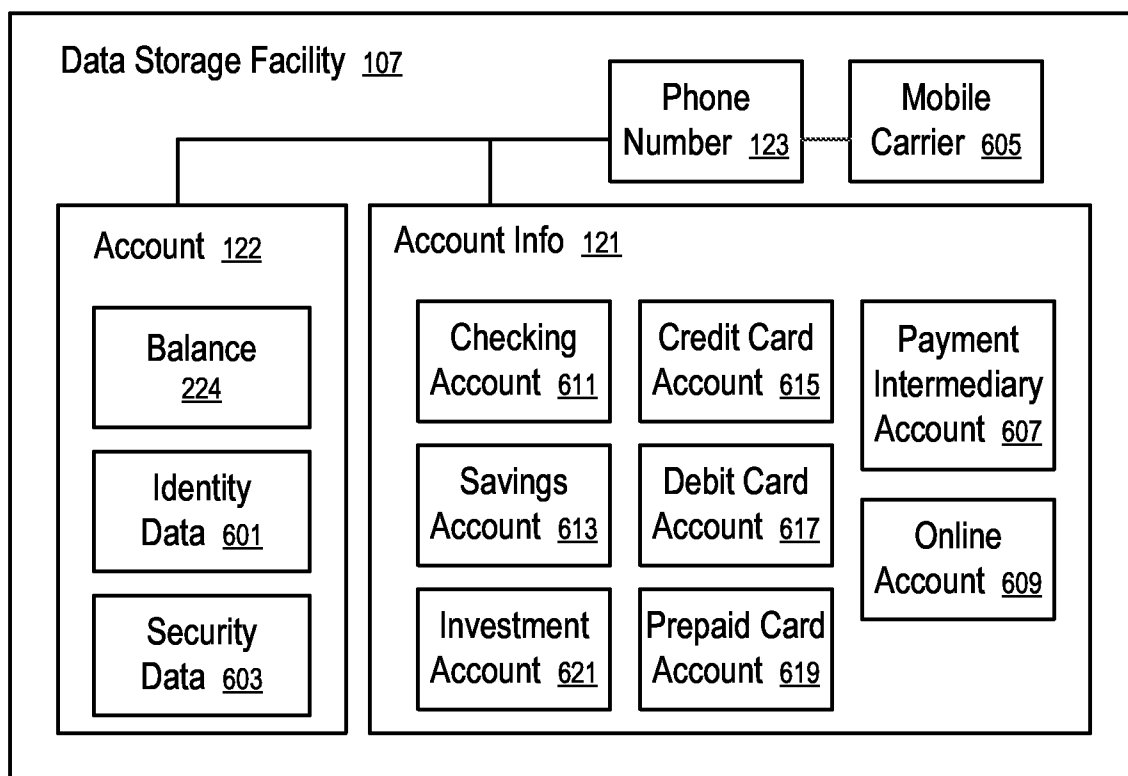 Data Storage Facility 107
Phone
Number 123
Mobile
Carrier 605
Account 122
Balance
224
Identity
Data 601
Security
Data 603
Account Info 121
Checking
Account 611
Credit Card
Account 615
Payment
Intermediary
Account 607
Savings
Account 613
Debit Card
Account 617
Online
Account 609
Investment
Account 621
Prepaid Card
Account 619